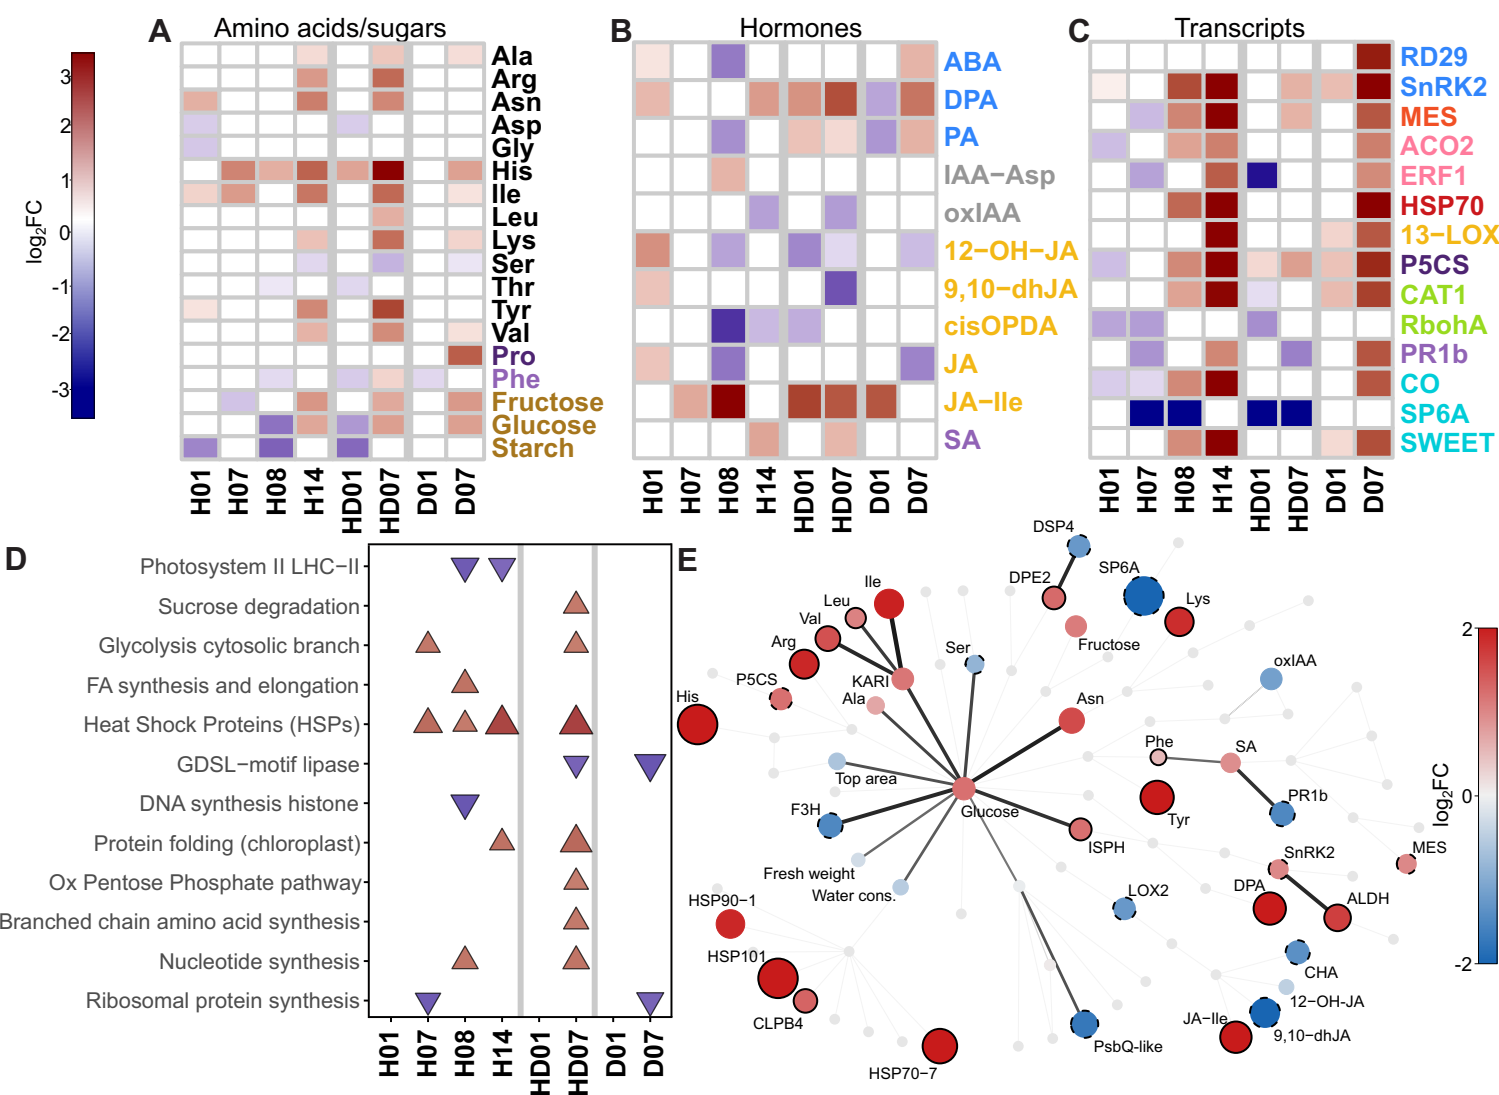 A Amino acids/sugars
3
2
1
0
-1
-2
-3
log2FC
Ala
Arg
Asn
Asp
Gly
His
Ile
Leu
Lys
Ser
Thr
Tyr
Val
Pro
Phe
Fructose
Glucose
Starch
H01 H07 H08 H14 HD01 HD07 D01 D07
B Hormones
ABA
DPA
PA
IAA−Asp
oxIAA
12−OH−JA
9,10−dhJA
cisOPDA
JA
JA−Ile
SA
H01 H07 H08 H14 HD01 HD07 D01 D07
C Transcripts
RD29
SnRK2
MES
ACO2
ERF1
HSP70
13−LOX
P5CS
CAT1
RbohA
PR1b
CO
SP6A
SWEET
H01 H07 H08 H14 HD01 HD07 D01 D07
D
Photosystem II LHC−II
Sucrose degradation
Glycolysis cytosolic branch
FA synthesis and elongation
Heat Shock Proteins (HSPs)
GDSL−motif lipase
DNA synthesis histone
Protein folding (chloroplast)
Ox Pentose Phosphate pathway
Branched chain amino acid synthesis
Nucleotide synthesis
Ribosomal protein synthesis
H01 H07 H08 H14 HD01 HD07 D01 D07
E
DSP4
DPE2
SP6A
Lys
Fructose
Ile
Leu
Val
Arg
KARI
Ala
P5CS
His
Ser
Asn
oxIAA
Phe
SA
PR1b
Tyr
Top area
F3H
Glucose
ISPH
Fresh weight
Water cons.
MES
SnRK2
DPA
ALDH
LOX2
HSP90−1
HSP101
CLPB4
HSP70−7
PsbQ−like
CHA
12−OH−JA
JA−Ile
9,10−dhJA
2
0
-2
log2FC